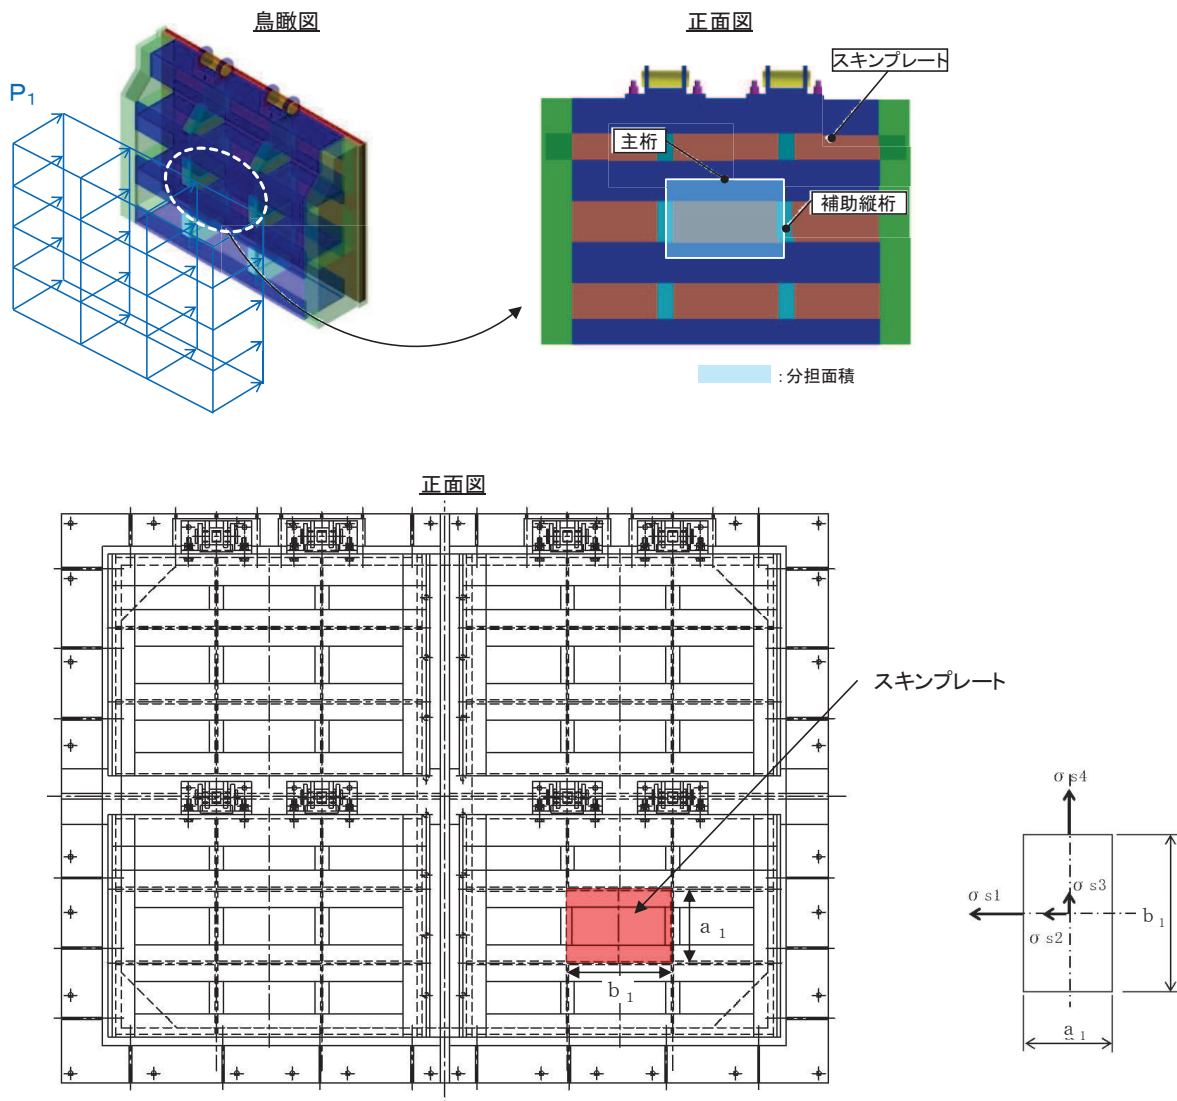 鳥瞰図
正面図
P1
スキンプレート
主桁
補助縦桁
：分担面積
正面図
スキンプレート
a 1
b 1
σ s4
σ s3
σ s1
σ s2
b 1
a 1